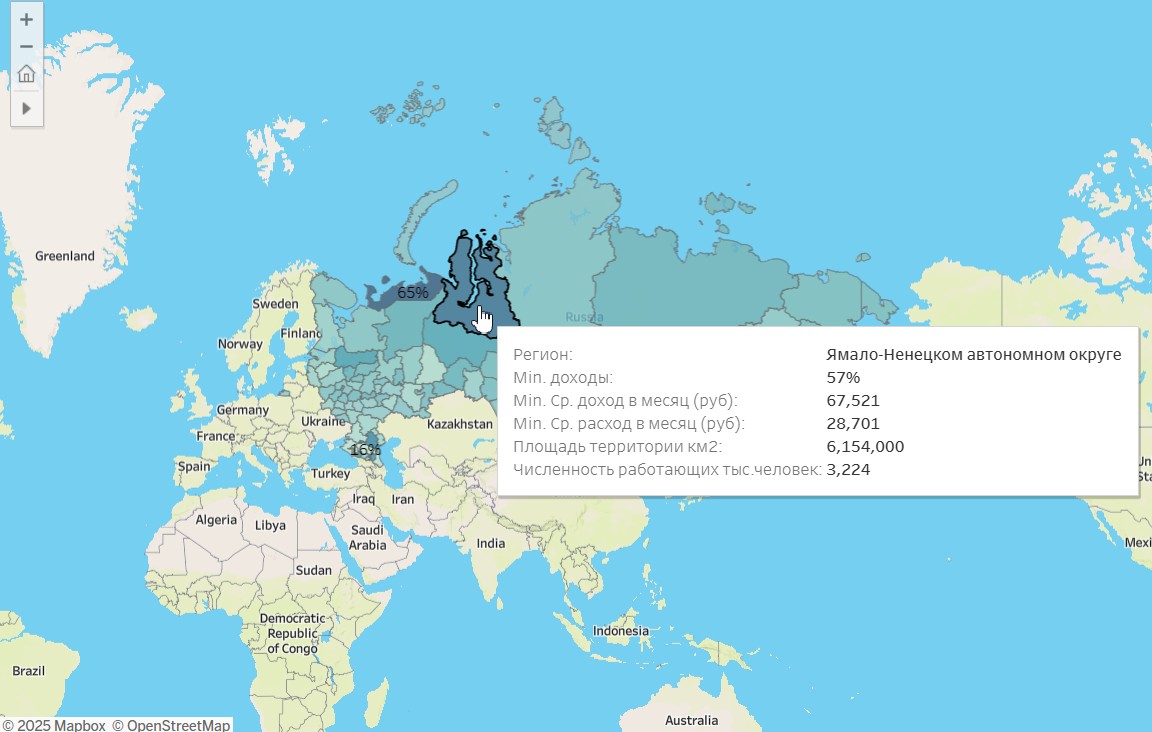 +
−
Greenland
65%
Russia
Sweden
Finland
Norway
Регион: Ямало-Ненецком автономном округе
Min. доходы: 57%
Min. Ср. доход в месяц (руб): 67,521
Min. Ср. расход в месяц (руб): 28,701
Площадь территории км2: 6,154,000
Численность работающих тыс.человек: 3,224
Germany
Ukraine
Kazakhstan
France
16%
Spain
Turkey
Iraq
Iran
Algeria
Libya
Saudi
Arabia
India
Mexi
Sudan
Democratic
Republic
of Congo
Indonesia
Brazil
Australia
© 2025 Mapbox © OpenStreetMap